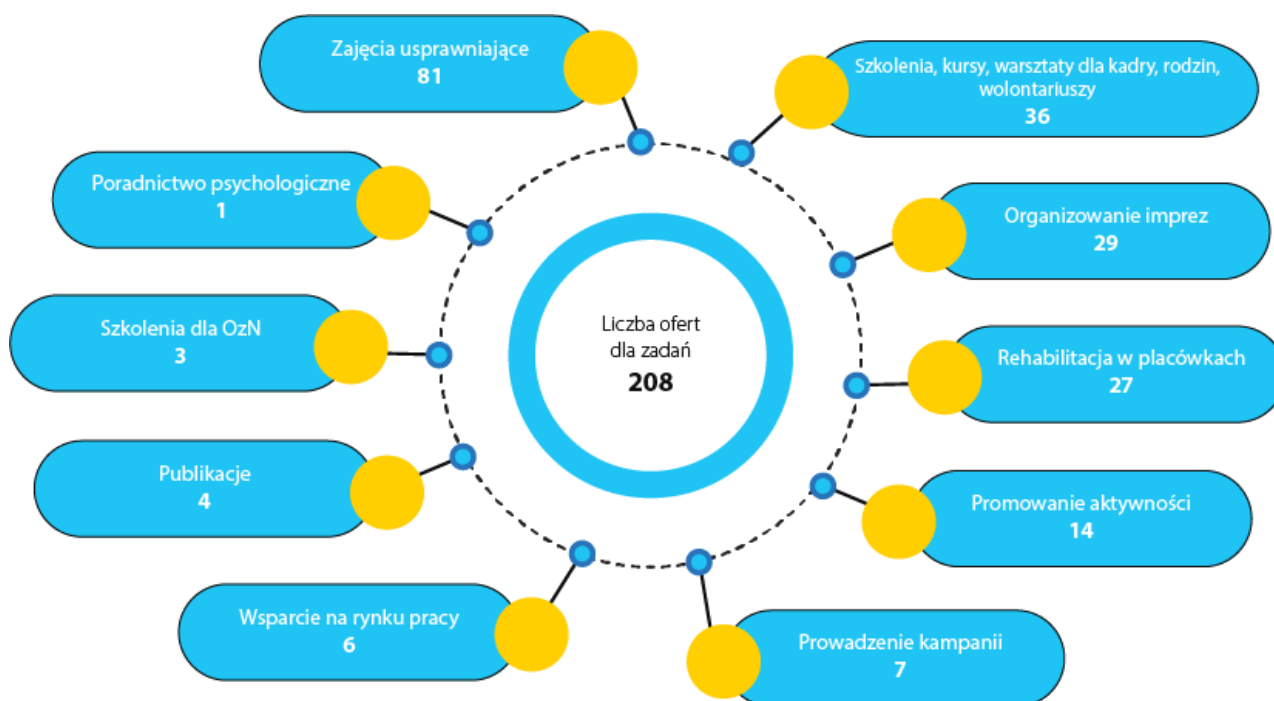 Zajęcia usprawniające
81
Szkolenia, kursy, warsztaty dla kadry, rodzin,
wolontariuszy
36
Poradnictwo psychologiczne
1
Organizowanie imprez
29
Szkolenia dla OzN
3
Liczba ofert
dla zadań
208
Rehabilitacja w placówkach
27
Publikacje
4
Promowanie aktywności
14
Wsparcie na rynku pracy
6
Prowadzenie kampanii
7